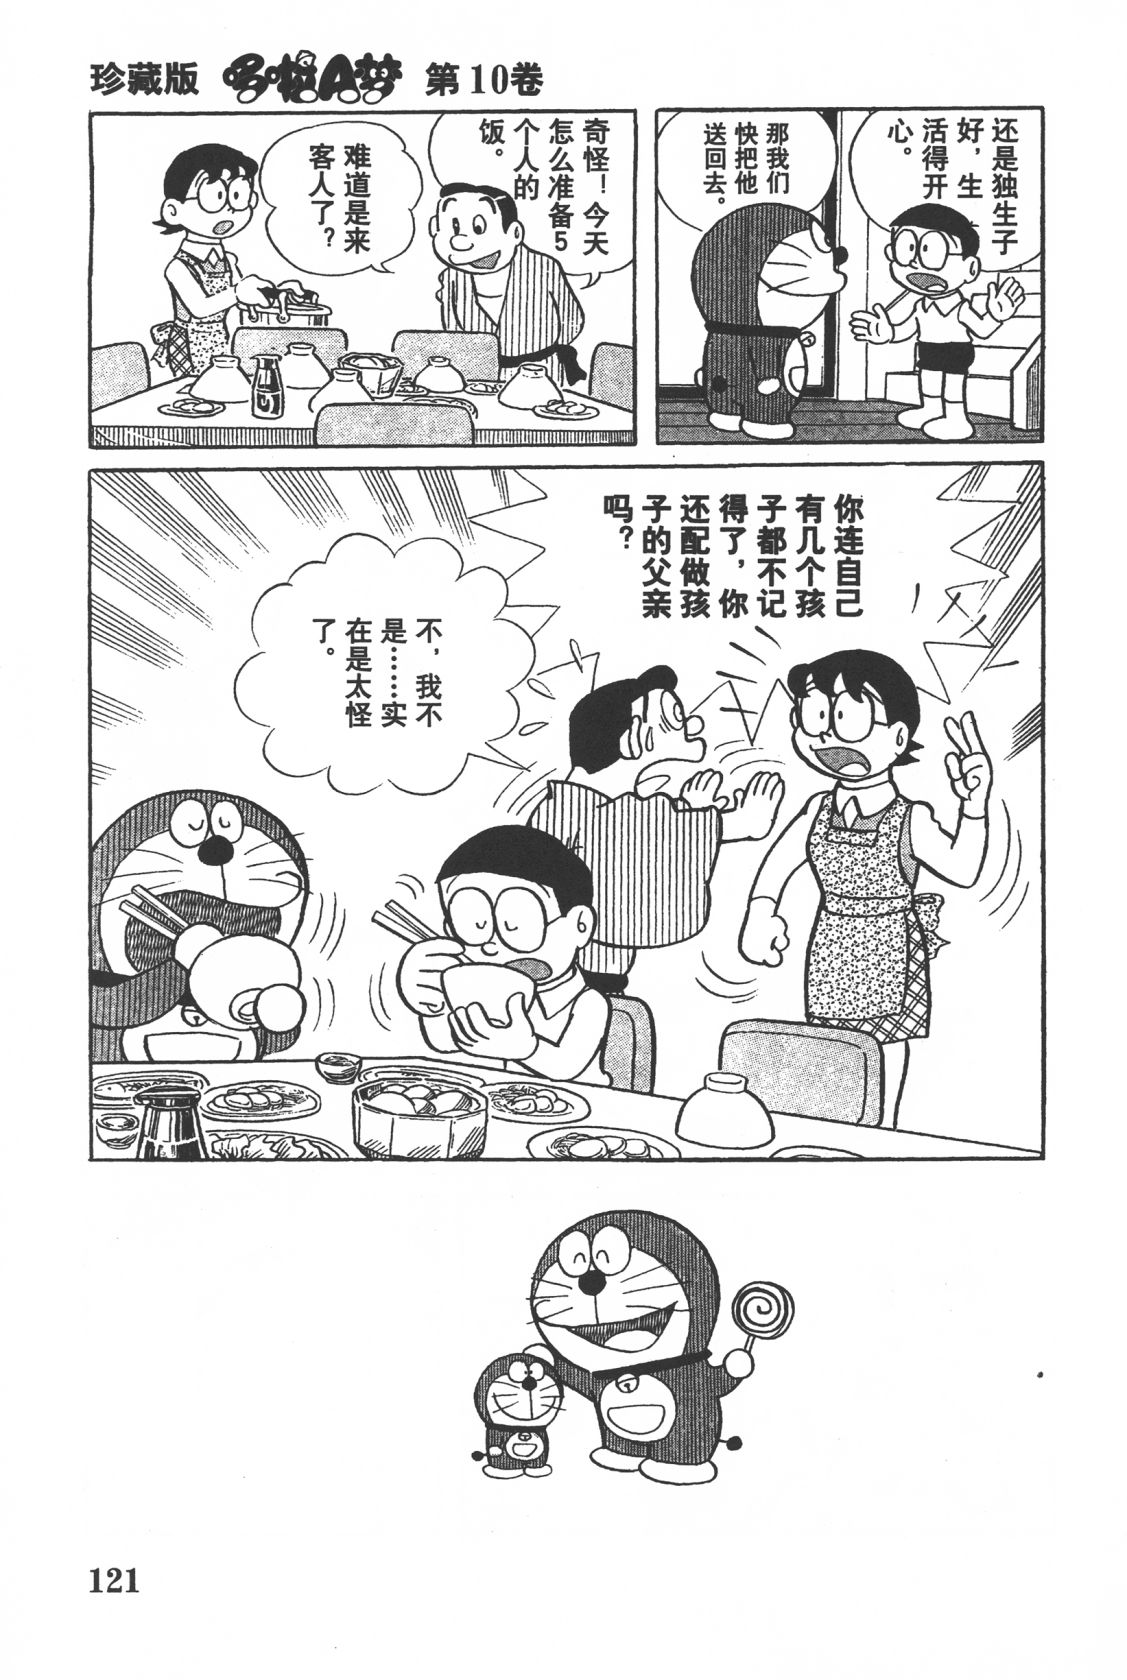 珍藏版 哆啦A梦 第10卷
还是独生子
好，生
活得开
心。
那我们
快把他
送回去。
奇怪！今天
怎么准备5
个人的
饭。
难道是来
客人了？
你连自己
有几个孩
子都不记
得了，你
还配做孩
子的父亲
吗？
不，我不
是……实
在是太怪
了。
121